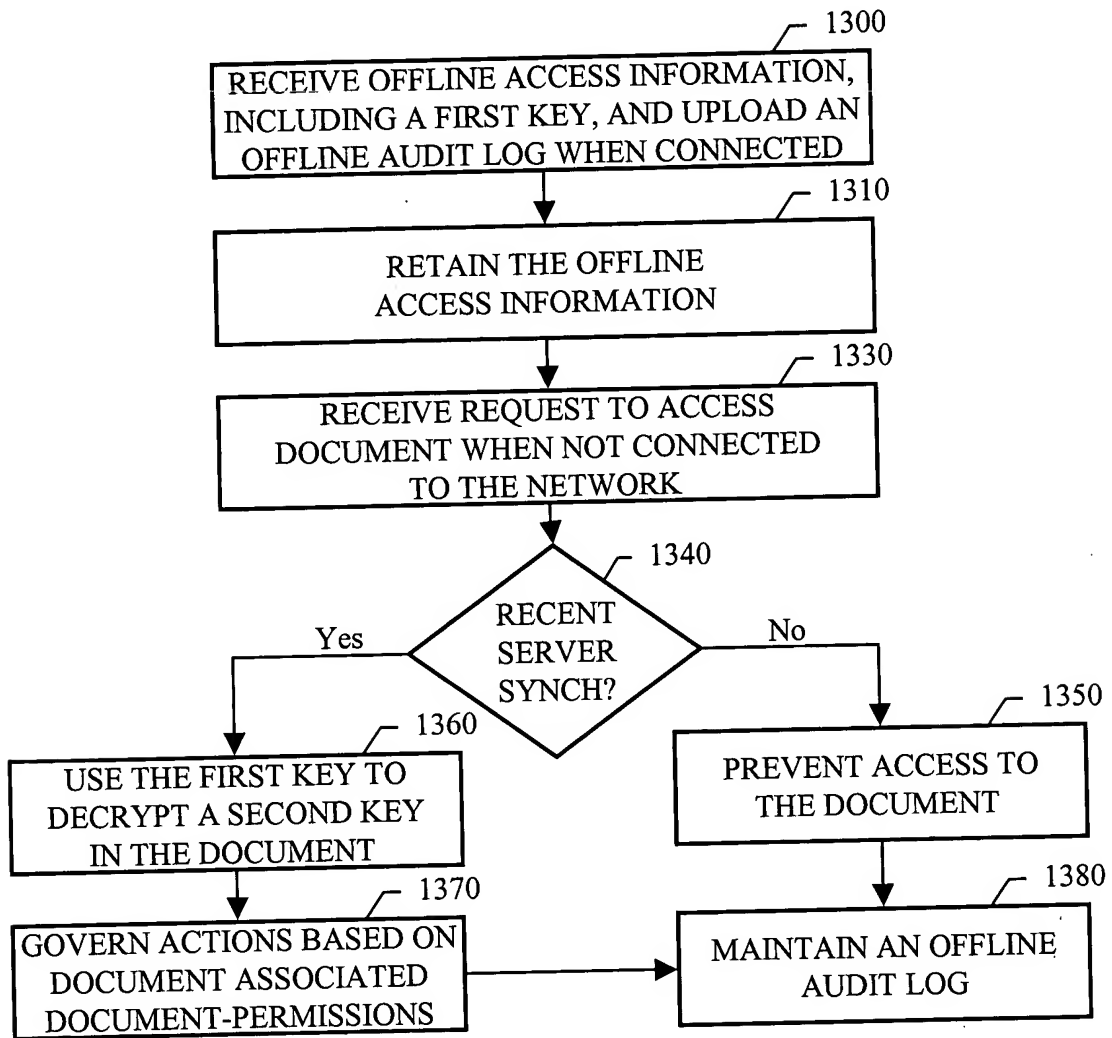 1300
RECEIVE OFFLINE ACCESS INFORMATION,
INCLUDING A FIRST KEY, AND UPLOAD AN
OFFLINE AUDIT LOG WHEN CONNECTED
1310
RETAIN THE OFFLINE
ACCESS INFORMATION
1330
RECEIVE REQUEST TO ACCESS
DOCUMENT WHEN NOT CONNECTED
TO THE NETWORK
1340
RECENT
SERVER
SYNCH?
Yes
No
1360
USE THE FIRST KEY TO
DECRYPT A SECOND KEY
IN THE DOCUMENT
1350
PREVENT ACCESS TO
THE DOCUMENT
1370
GOVERN ACTIONS BASED ON
DOCUMENT ASSOCIATED
DOCUMENT-PERMISSIONS
1380
MAINTAIN AN OFFLINE
AUDIT LOG